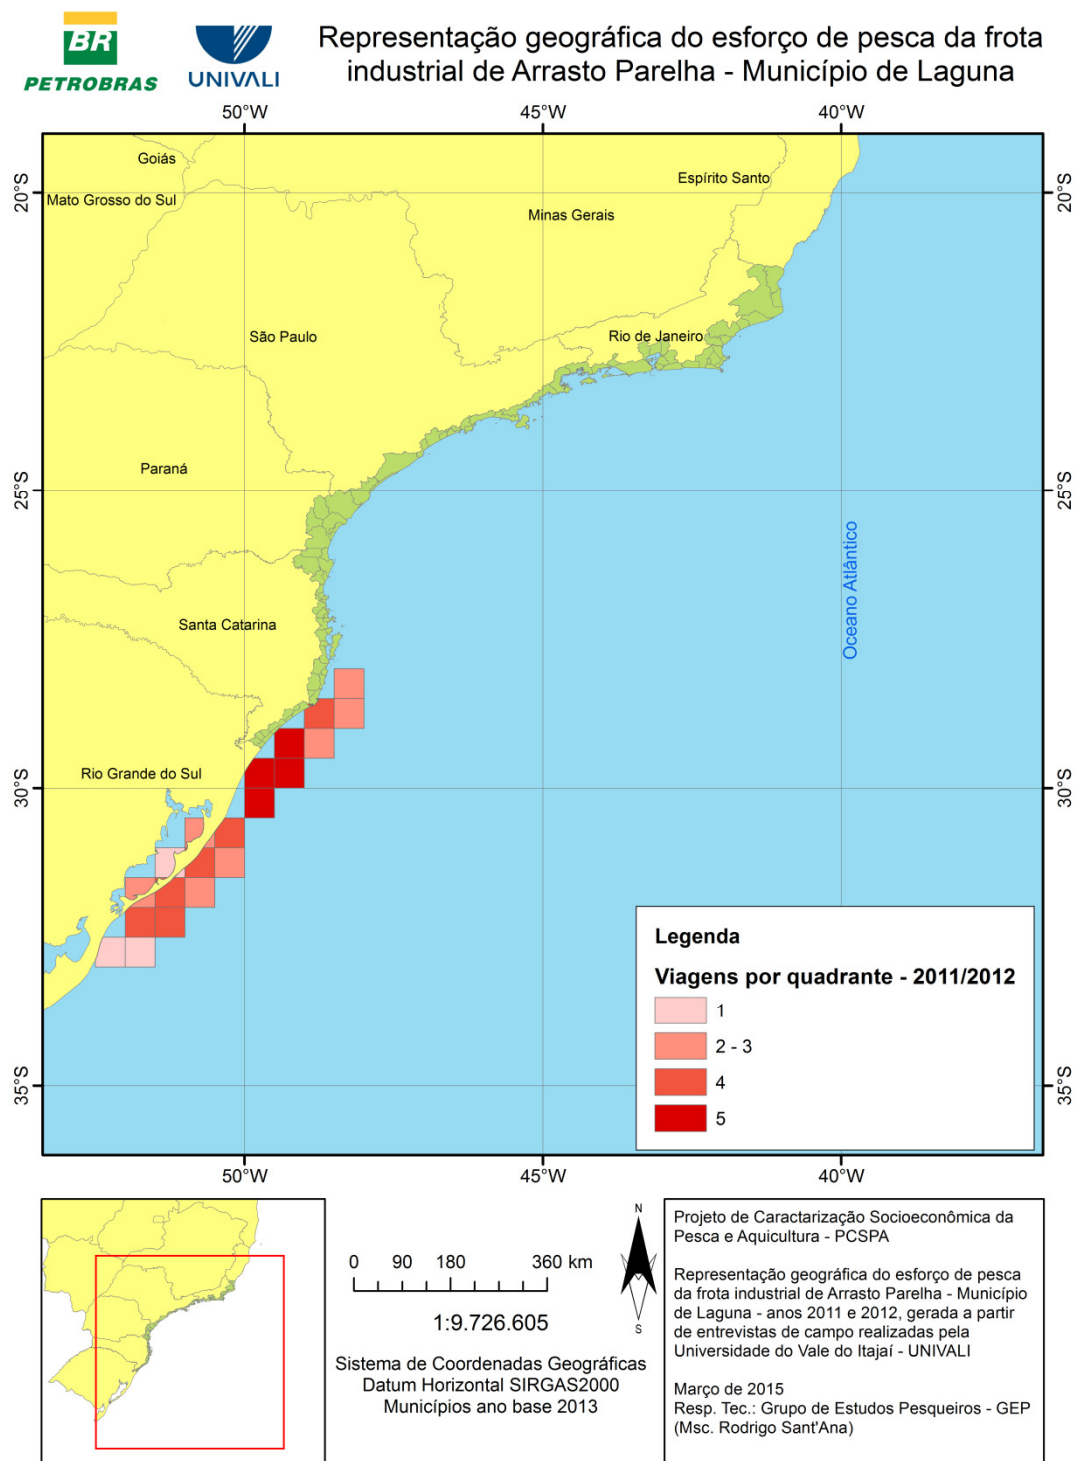 BR
PETROBRAS
UNIVALI
Representação geográfica do esforço de pesca da frota
industrial de Arrasto Parelha - Município de Laguna
50°W
45°W
40°W
20°S
20°S
25°S
25°S
30°S
30°S
35°S
35°S
Goiás
Mato Grosso do Sul
Espírito Santo
Minas Gerais
São Paulo
Rio de Janeiro
Paraná
Oceano Atlântico
Santa Catarina
Rio Grande do Sul
Legenda
Viagens por quadrante - 2011/2012
1
2 - 3
4
5
50°W
45°W
40°W
0 90 180 360 km
1:9.726.605
Sistema de Coordenadas Geográficas
Datum Horizontal SIRGAS2000
Municípios ano base 2013
N
S
Projeto de Caractarização Socioeconômica da
Pesca e Aquicultura - PCSPA
Representação geográfica do esforço de pesca
da frota industrial de Arrasto Parelha - Município
de Laguna - anos 2011 e 2012, gerada a partir
de entrevistas de campo realizadas pela
Universidade do Vale do Itajaí - UNIVALI
Março de 2015
Resp. Tec.: Grupo de Estudos Pesqueiros - GEP
(Msc. Rodrigo Sant'Ana)